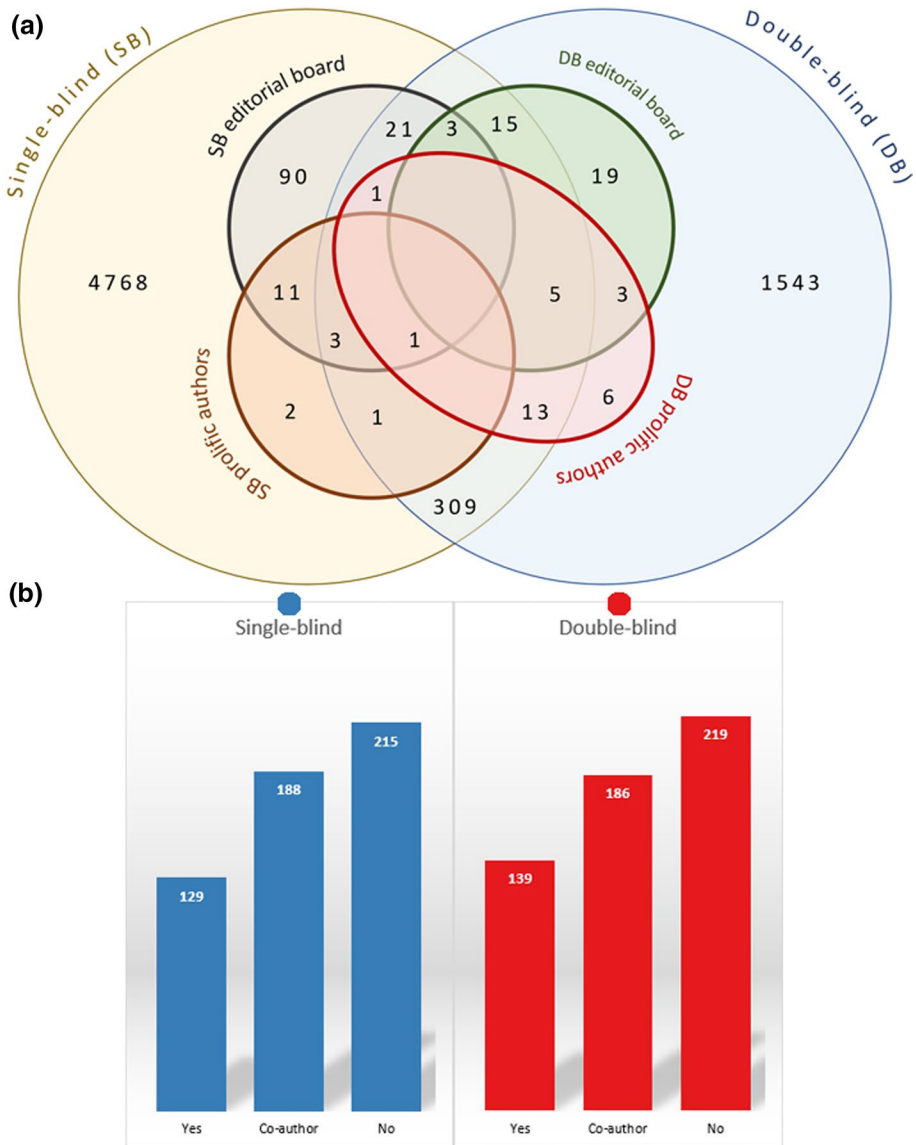 (a)
Single-blind (SB)
Double-blind (DB)
SB editorial board
DB editorial board
21 3 15
90
1
19
4768
11
5 3
1543
3 1
2
1
13 6
SB prolific authors
DB prolific authors
309
(b)
Single-blind
Double-blind
129
188
215
139
186
219
Yes Co-author No
Yes Co-author No